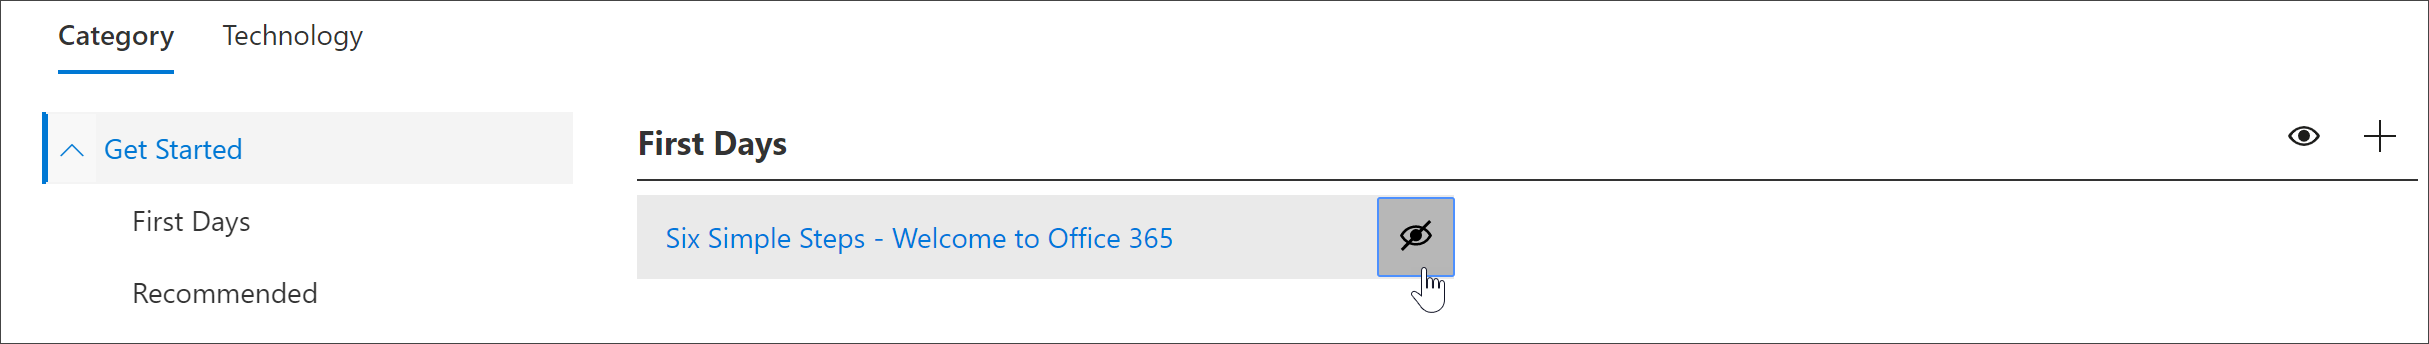 Category Technology
Get Started
First Days
Recommended
First Days
Six Simple Steps - Welcome to Office 365